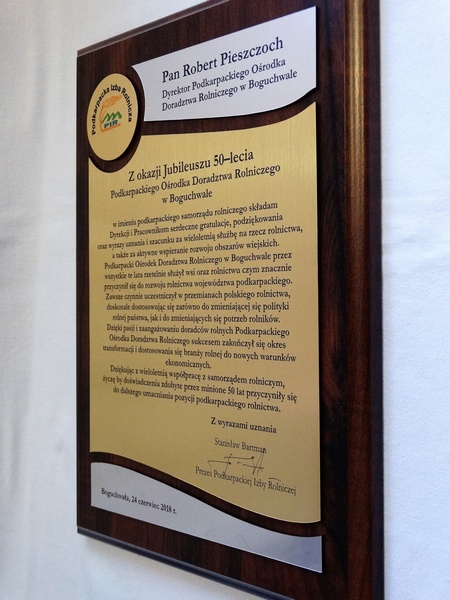 Pan Robert Pieszczoch
Dyrektor Podkarpackiego Ośrodka
Doradztwa Rolniczego w Boguchwale
Podkarpacka Izba Rolnicza
PIR
Z okazji Jubileuszu 50-lecia
Podkarpackiego Ośrodka Doradztwa Rolniczego
w Boguchwale
w imieniu podkarpackiego samorządu rolniczego składam
Dyrekcji i Pracownikom serdeczne gratulacje, podziękowania
oraz wyrazy uznania i szacunku za wieloletnią służbę na rzecz rolnictwa,
a także za aktywne wspieranie rozwoju obszarów wiejskich.
Podkarpacki Ośrodek Doradztwa Rolniczego w Boguchwale przez
wszystkie te lata rzetelnie służył wsi oraz rolnictwu czym znacznie
przyczynił się do rozwoju rolnictwa województwa podkarpackiego.
Zawsze czynnie uczestniczył w przemianach polskiego rolnictwa,
doskonale dostosowując się zarówno do zmieniającej się polityki
rolnej państwa, jak i do zmieniających się potrzeb rolników.
Dzięki pasji i zaangażowaniu doradców rolnych Podkarpackiego
Ośrodka Doradztwa Rolniczego sukcesem zakończył się okres
transformacji i dostosowania się branży rolnej do nowych warunków
ekonomicznych.
Dziękując z wieloletnią współpracę z samorządem rolniczym,
życzę by doświadczenia zdobyte przez minione 50 lat przyczyniły się
do dalszego umacniania pozycji podkarpackiego rolnictwa.
Z wyrazami uznania
Stanisław Bartman
Prezes Podkarpackiej Izby Rolniczej
Boguchwała, 24 czerwiec 2018 r.